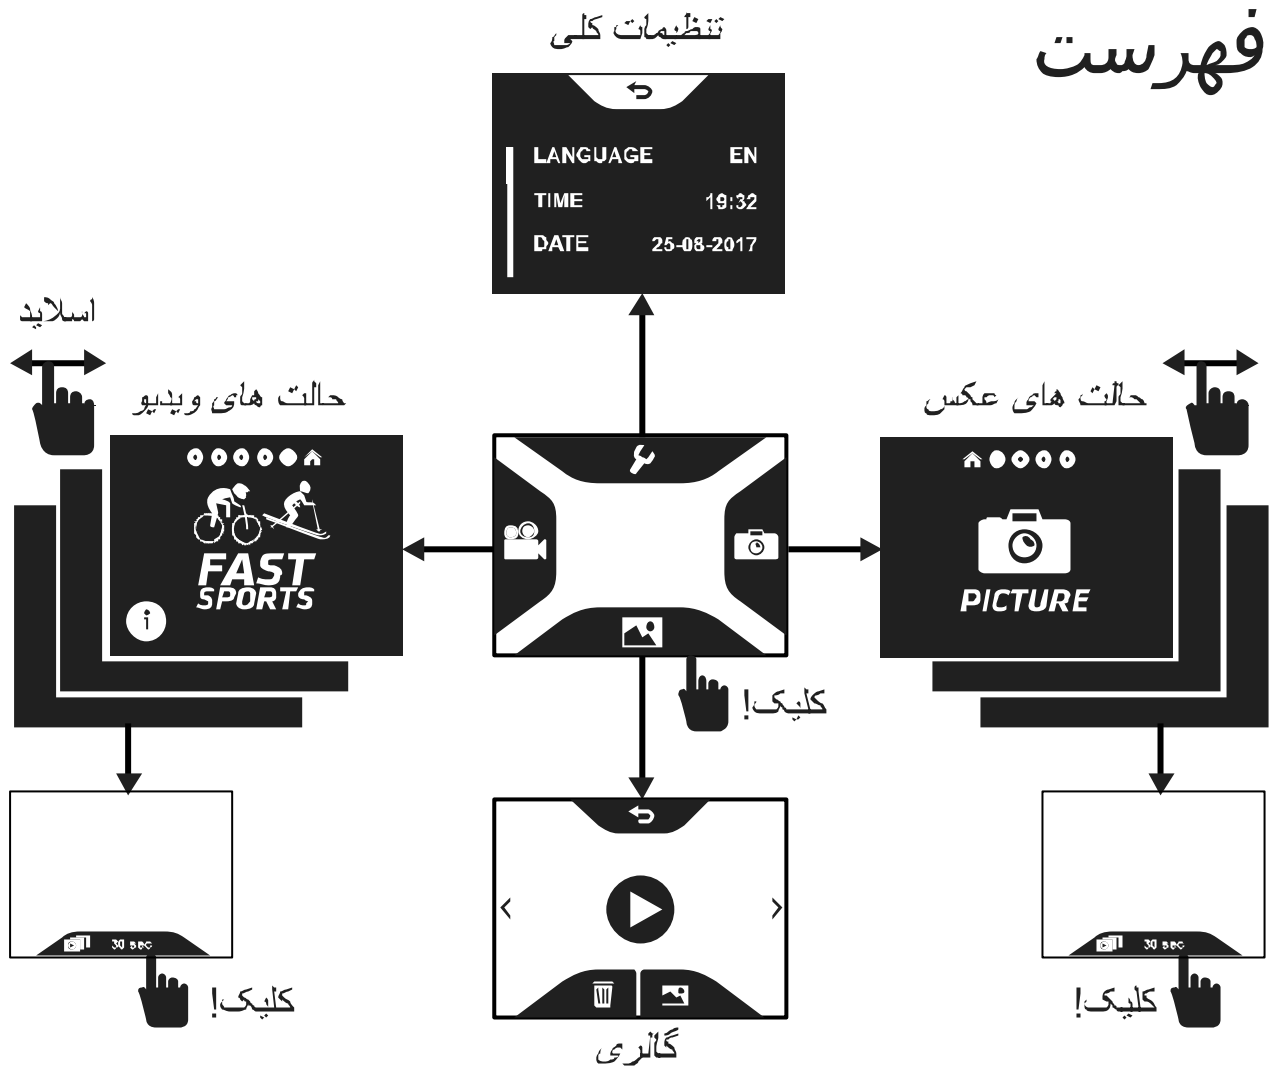 فهرست
تنظیمات کلی
LANGUAGE EN
TIME 19:32
DATE 25-08-2017
اسلاید
حالت های ویدیو
حالت های عکس
FAST
SPORTS
i
PICTURE
کلیک!
30 sec
30 sec
کلیک!
کلیک!
گالری